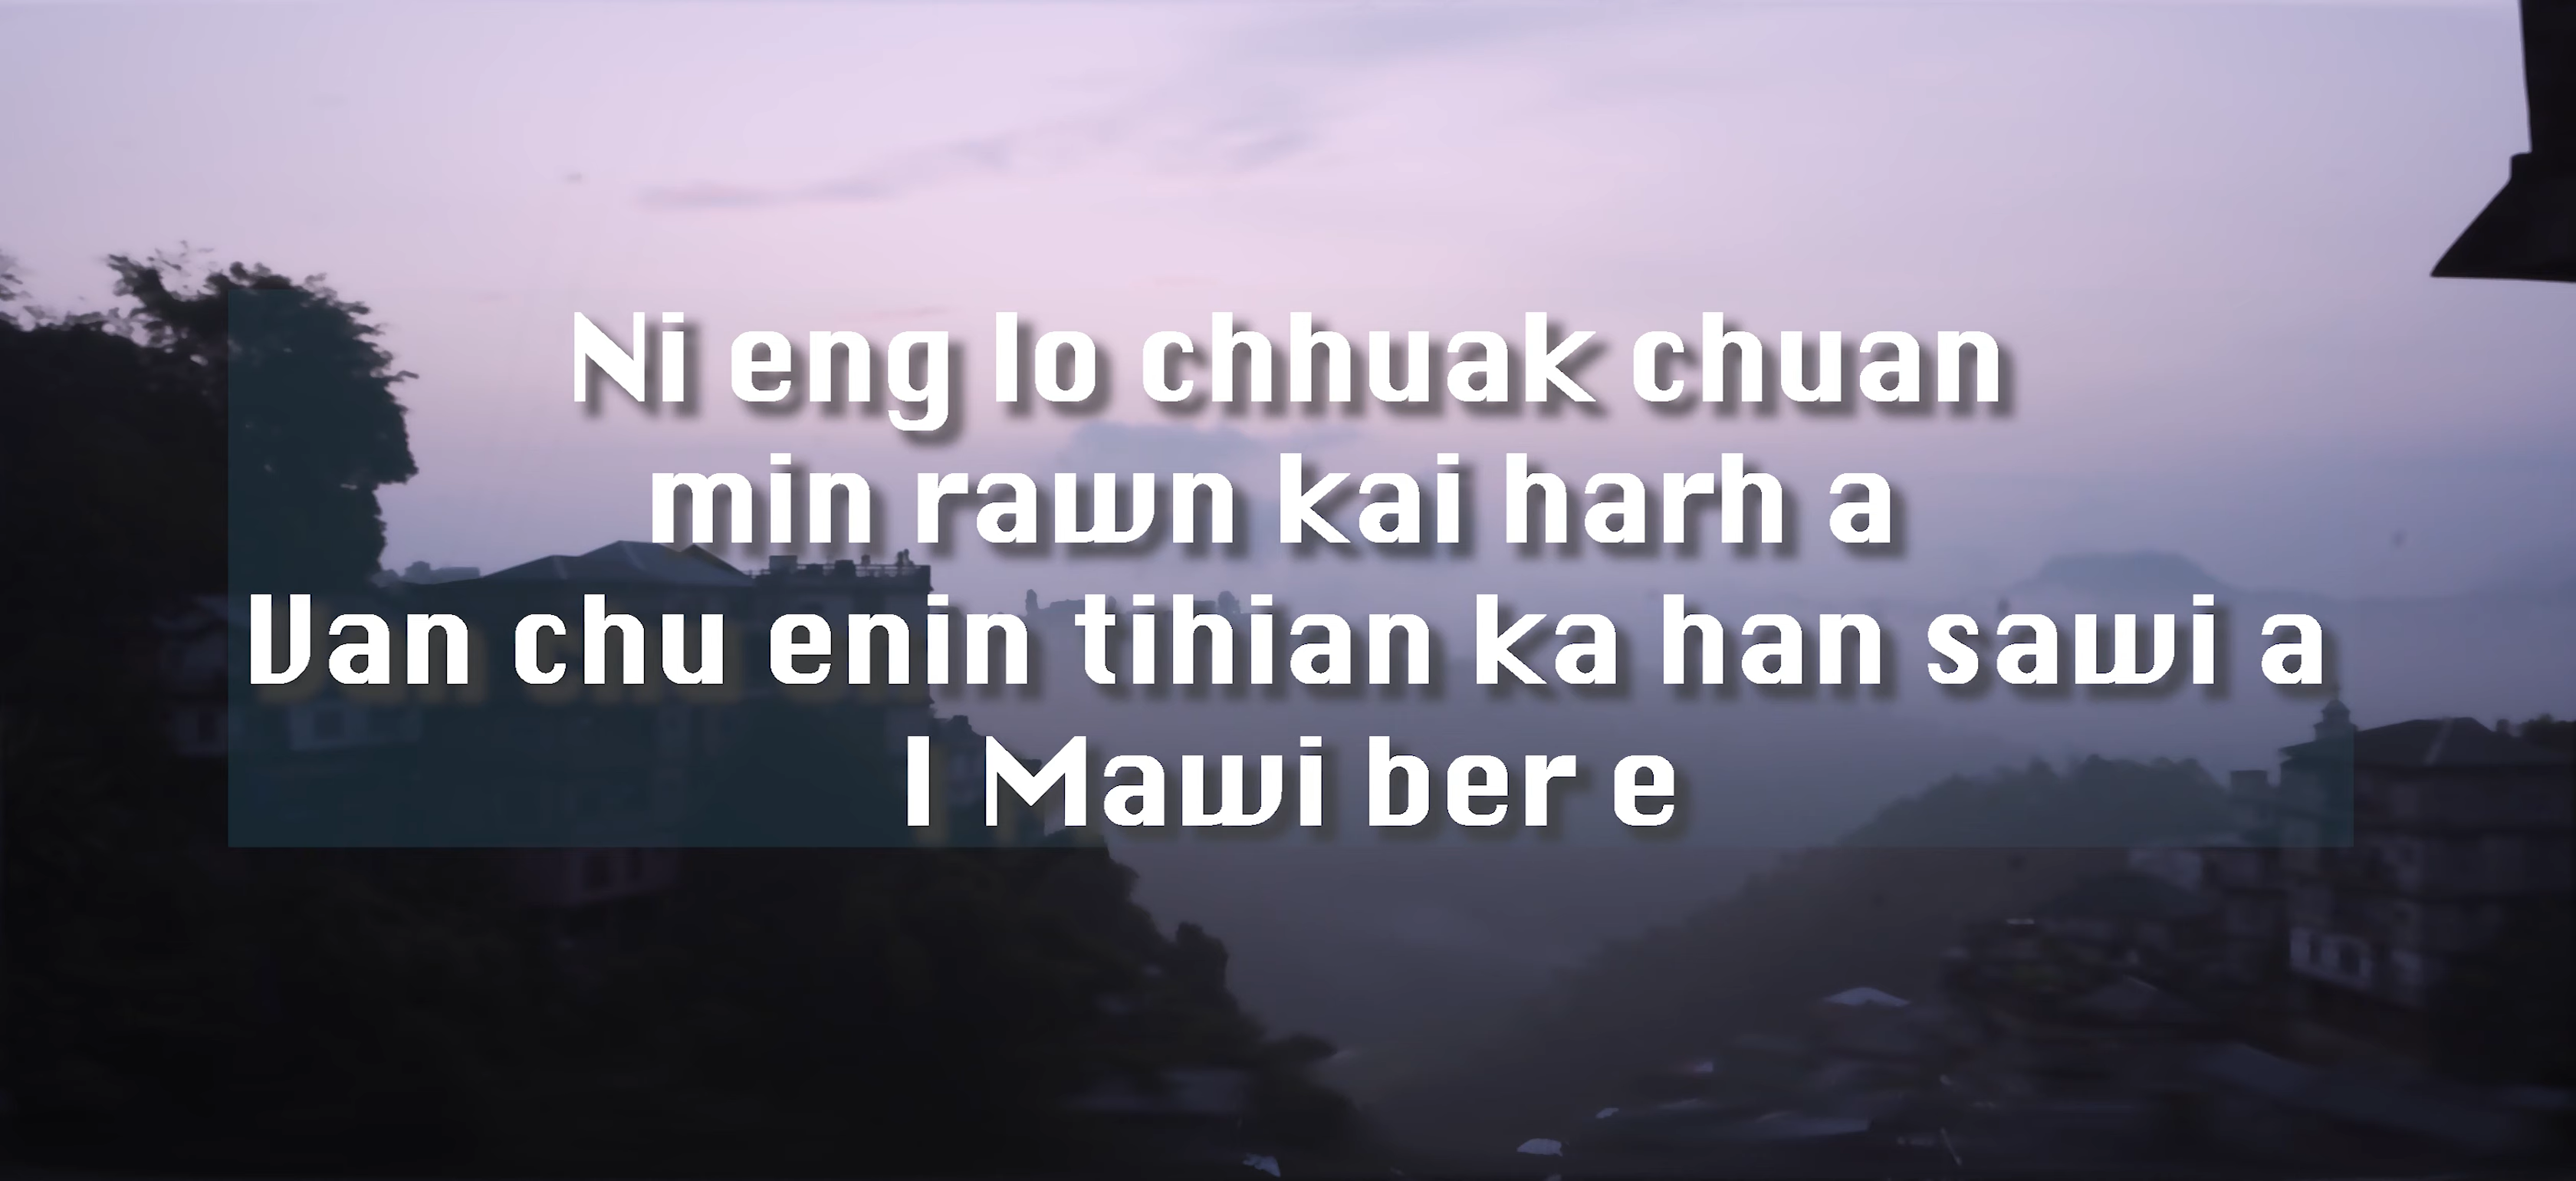 Ni eng lo chhuak chuan
min rawn kai harh a
Van chu enin tihian ka han sawi a
I Mawi ber e